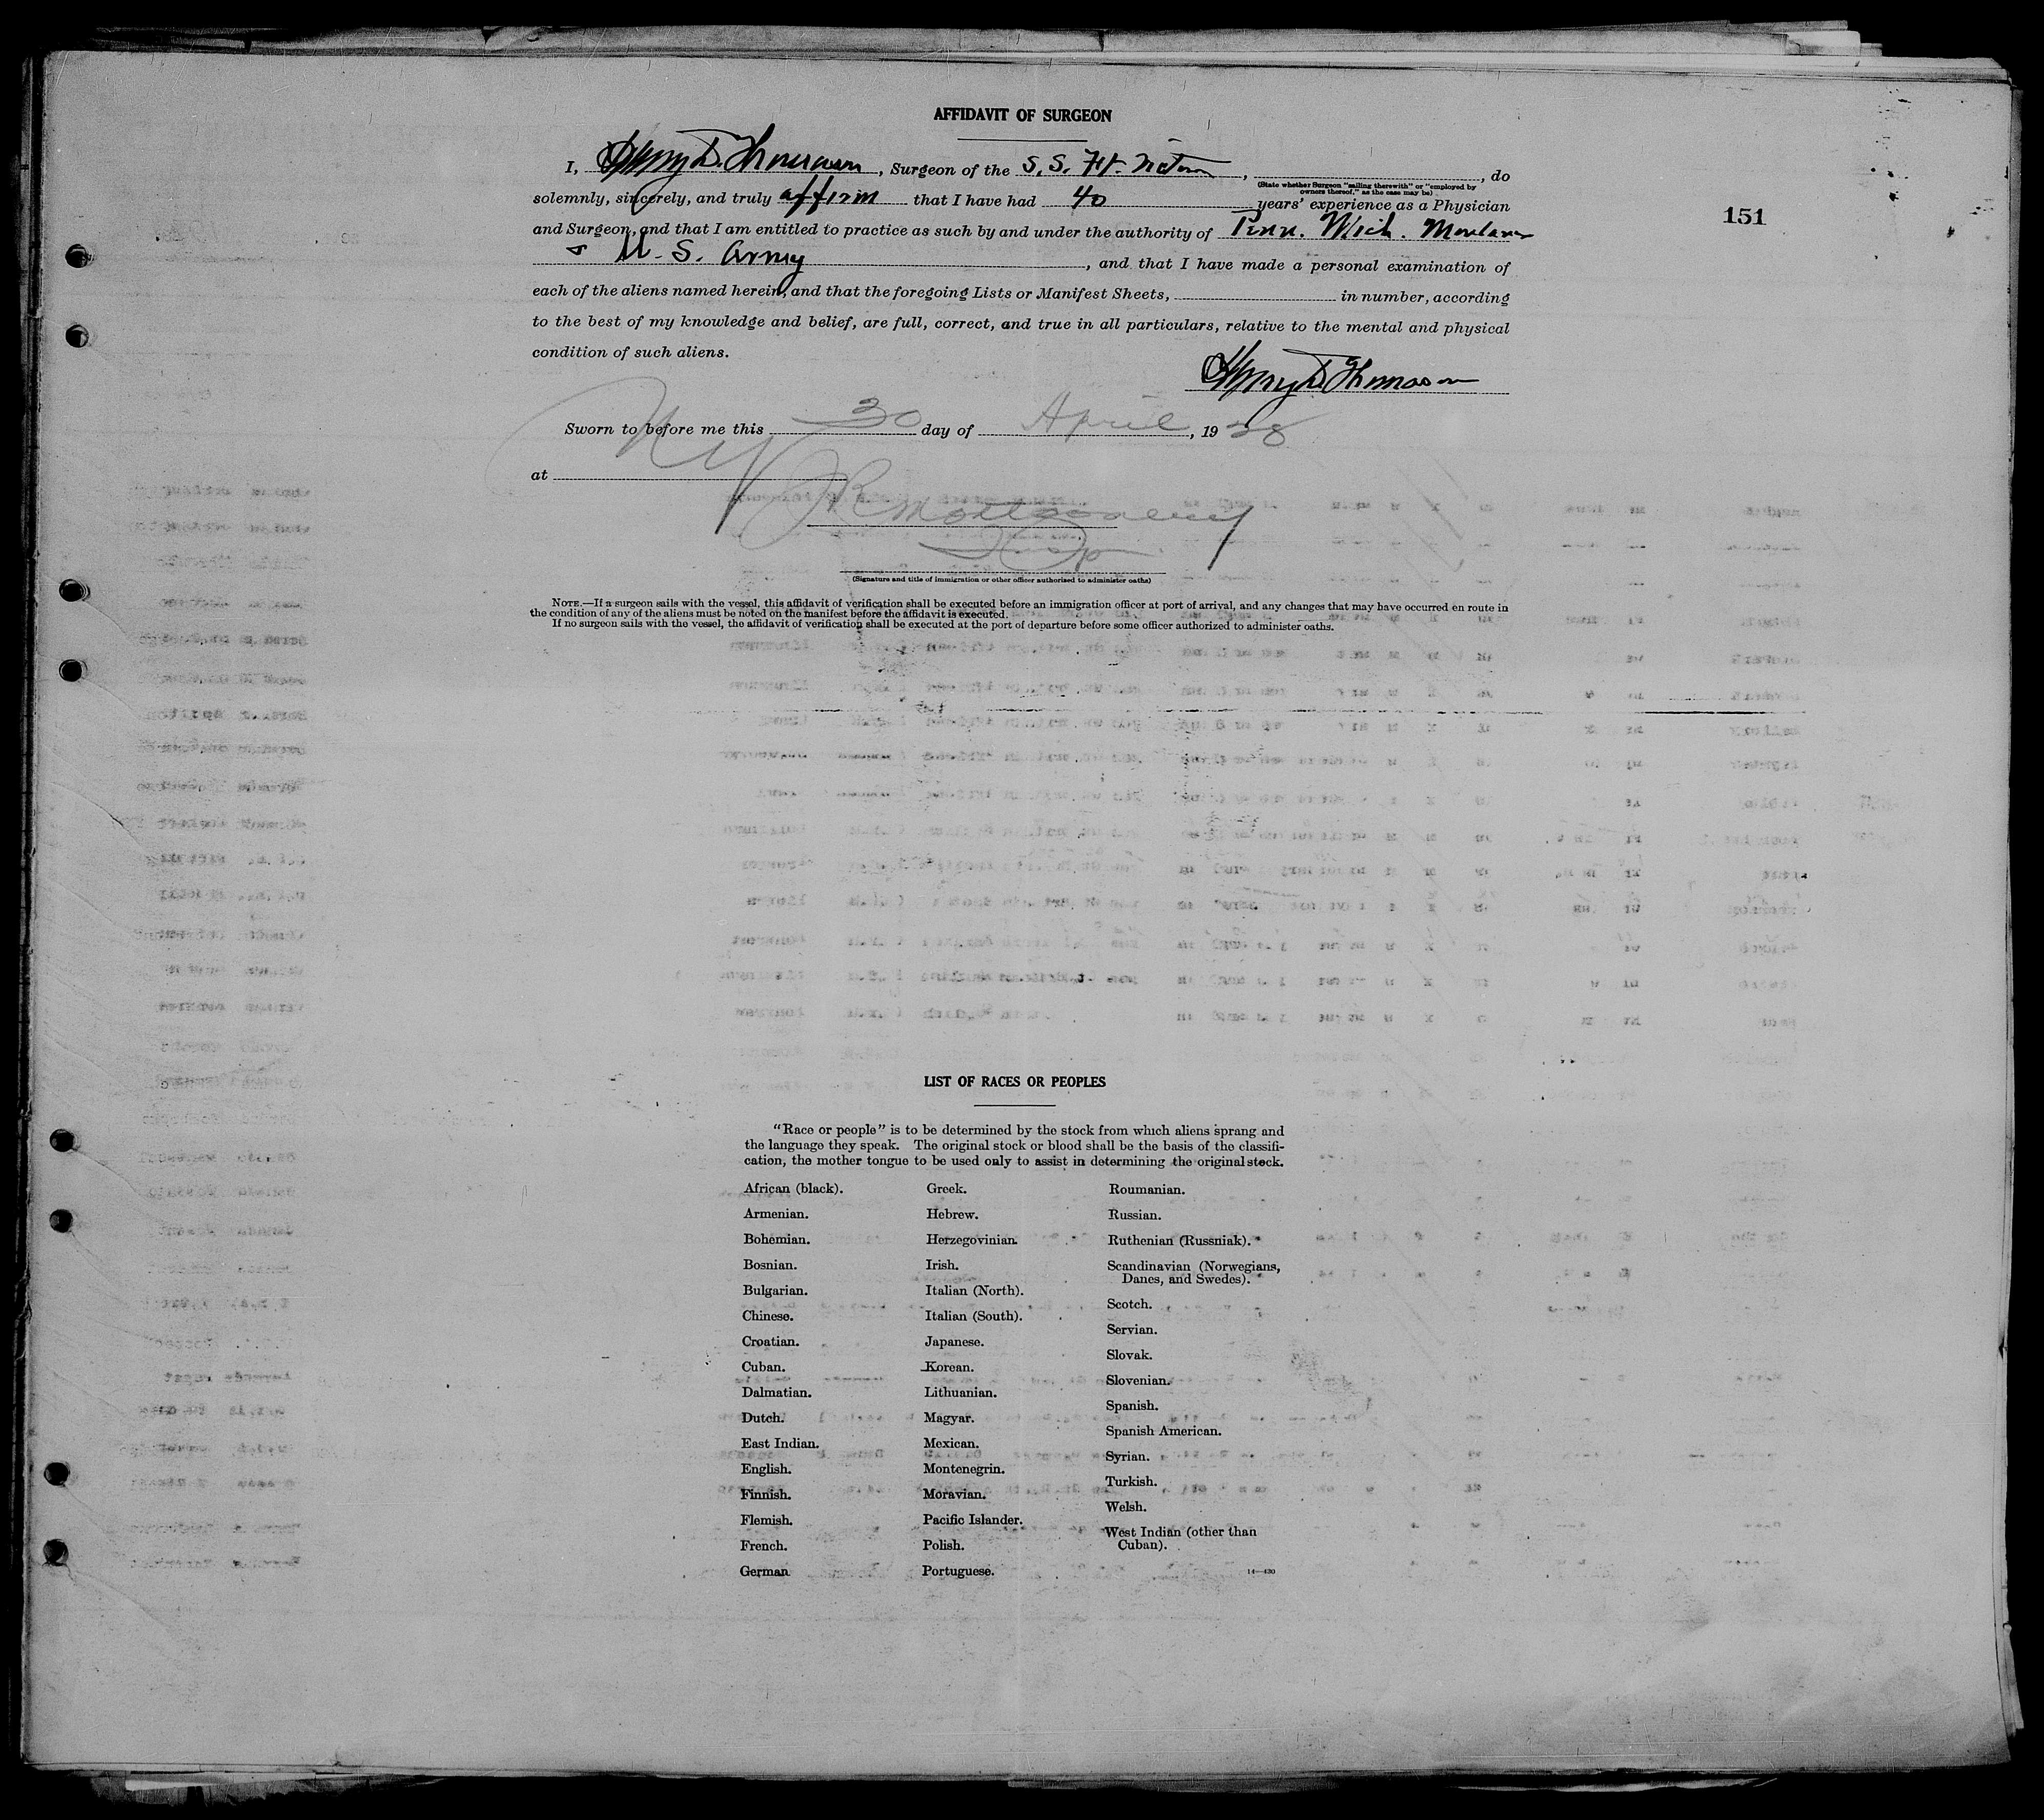 AFFIDAVIT OF SURGEON
I, Henry D. Thomason, Surgeon of the S.S. Ft. Victoria, , do
(State whether Surgeon "sailing therewith" or "employed by owners thereof," as the case may be)
solemnly, sincerely, and truly affirm that I have had 40 years' experience as a Physician
151
and Surgeon, and that I am entitled to practice as such by and under the authority of Penn. Mich. Montana
& U.S. Army , and that I have made a personal examination of
each of the aliens named herein, and that the foregoing Lists or Manifest Sheets, in number, according
to the best of my knowledge and belief, are full, correct, and true in all particulars, relative to the mental and physical
condition of such aliens.
Henry D. Thomason
Sworn to before me this 30 day of April, 1928
at NY
JR Montgomery
Insp
(Signature and title of immigration or other officer authorized to administer oaths)
NOTE.—If a surgeon sails with the vessel, this affidavit of verification shall be executed before an immigration officer at port of arrival, and any changes that may have occurred en route in
the condition of any of the aliens must be noted on the manifest before the affidavit is executed.
If no surgeon sails with the vessel, the affidavit of verification shall be executed at the port of departure before some officer authorized to administer oaths.
LIST OF RACES OR PEOPLES
"Race or people" is to be determined by the stock from which aliens sprang and
the language they speak. The original stock or blood shall be the basis of the classifi-
cation, the mother tongue to be used only to assist in determining the original stock.
African (black).
Armenian.
Bohemian.
Bosnian.
Bulgarian.
Chinese.
Croatian.
Cuban.
Dalmatian.
Dutch.
East Indian.
English.
Finnish.
Flemish.
French.
German
Greek.
Hebrew.
Herzegovinian.
Irish.
Italian (North).
Italian (South).
Japanese.
Korean.
Lithuanian.
Magyar.
Mexican.
Montenegrin.
Moravian.
Pacific Islander.
Polish.
Portuguese.
Roumanian.
Russian.
Ruthenian (Russniak).
Scandinavian (Norwegians,
Danes, and Swedes).
Scotch.
Servian.
Slovak.
Slovenian.
Spanish.
Spanish American.
Syrian.
Turkish.
Welsh.
West Indian (other than
Cuban).
14—430